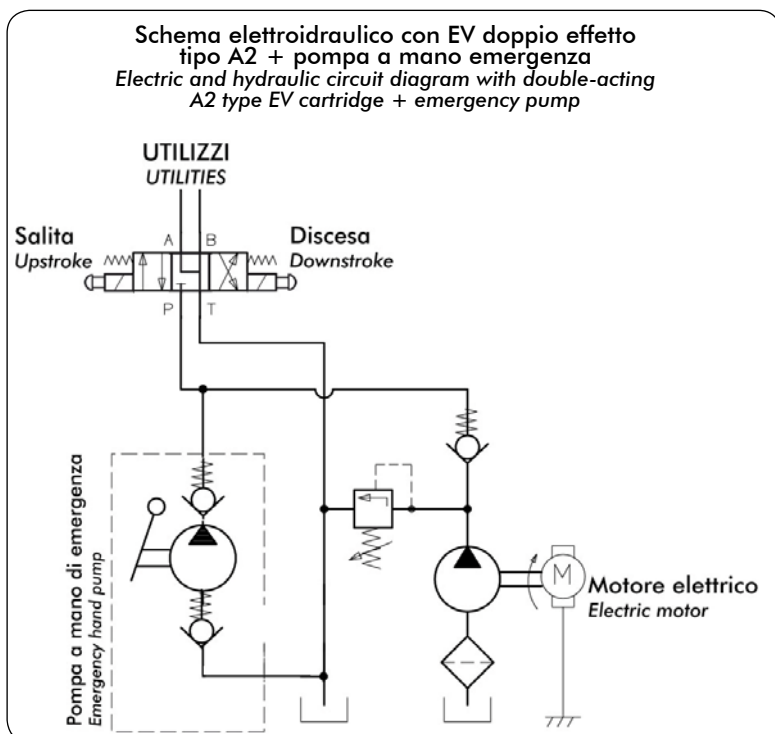 Schema elettroidraulico con EV doppio effetto
tipo A2 + pompa a mano emergenza
Electric and hydraulic circuit diagram with double-acting
A2 type EV cartridge + emergency pump
UTILIZZI
UTILITIES
Salita
Upstroke
A B
Discesa
Downstroke
P T
Pompa a mano di emergenza
Emergency hand pump
M
Motore elettrico
Electric motor